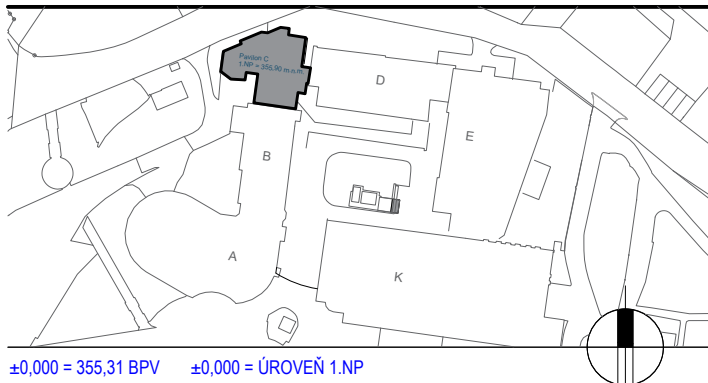 Pavilon C
1.NP = 355,90 m.n.m.
D
E
B
A
K
±0,000 = 355,31 BPV ±0,000 = ÚROVEŇ 1.NP